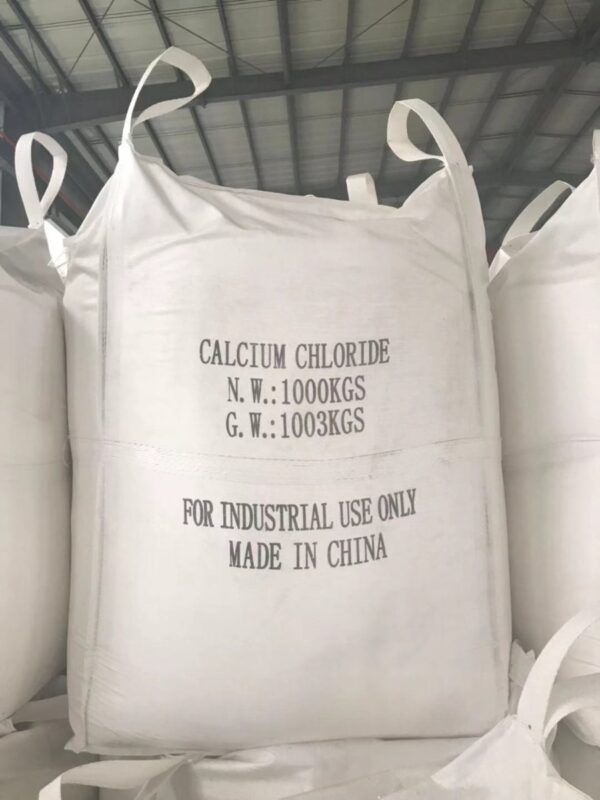 CALCIUM CHLORIDE
N.W.:1000KGS
G.W.:1003KGS
FOR INDUSTRIAL USE ONLY
MADE IN CHINA